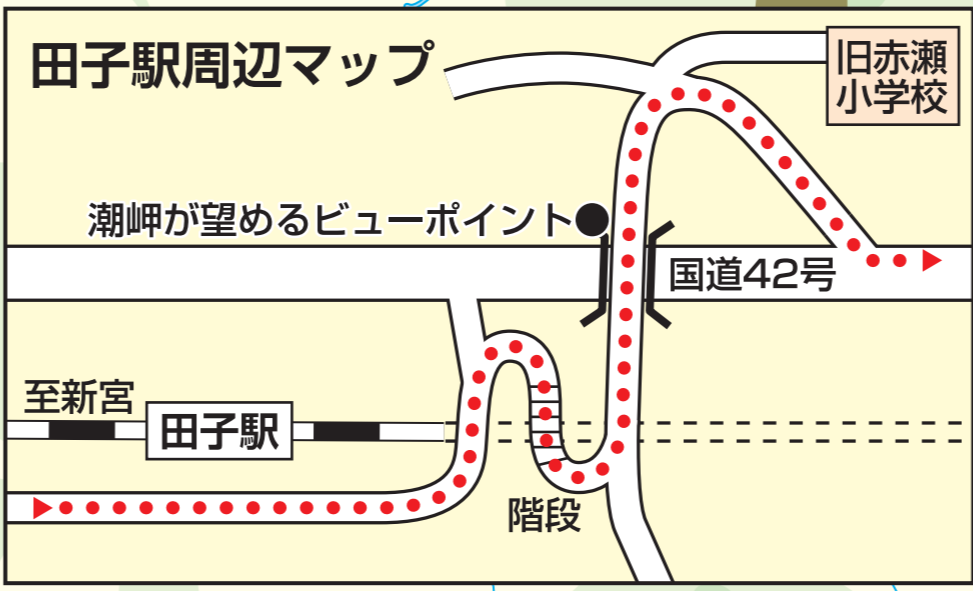 田子駅周辺マップ
旧赤瀬
小学校
潮岬が望めるビューポイント
国道42号
至新宮
田子駅
階段